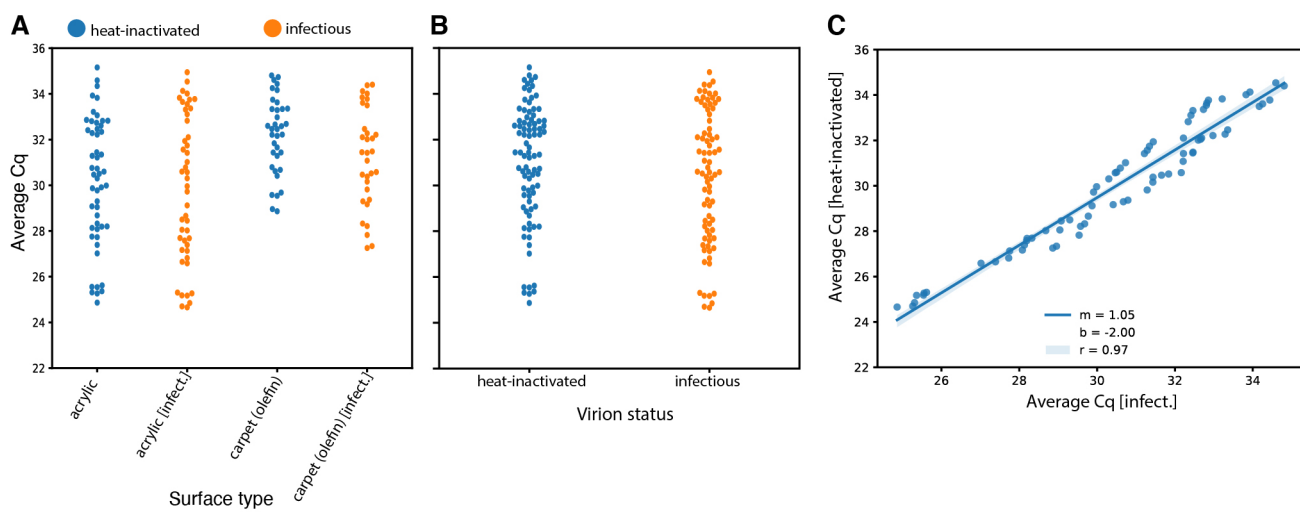 A
heat-inactivated
infectious
B
C
Average Cq
36
34
32
30
28
26
24
22
acrylic
acrylic [infect.]
carpet (olefin)
carpet (olefin) [infect.]
Surface type
heat-inactivated
infectious
Virion status
Average Cq [heat-inactivated]
36
34
32
30
28
26
24
22
m = 1.05
b = -2.00
r = 0.97
26
28
30
32
34
Average Cq [infect.]